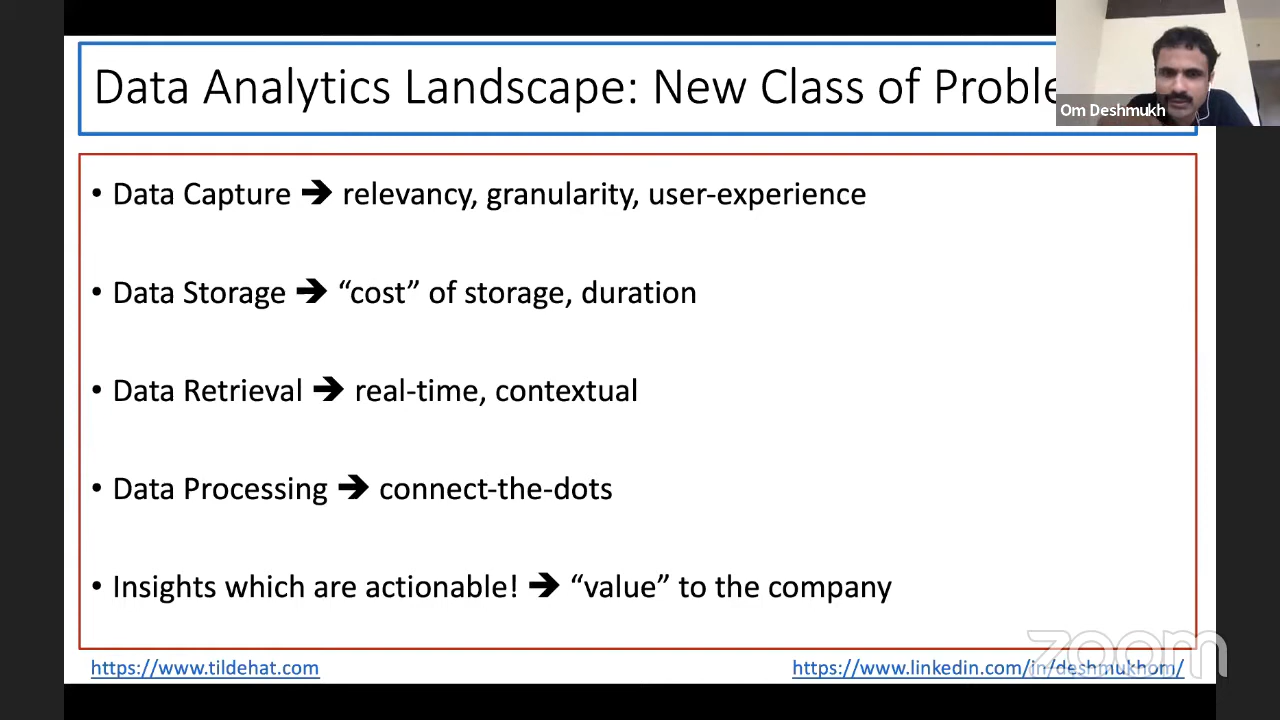 Data Analytics Landscape: New Class of Proble
Om Deshmukh
• Data Capture ➔ relevancy, granularity, user-experience
• Data Storage ➔ “cost” of storage, duration
• Data Retrieval ➔ real-time, contextual
• Data Processing ➔ connect-the-dots
• Insights which are actionable! ➔ “value” to the company
zoom
https://www.tildehat.com
https://www.linkedin.com/in/deshmukhom/